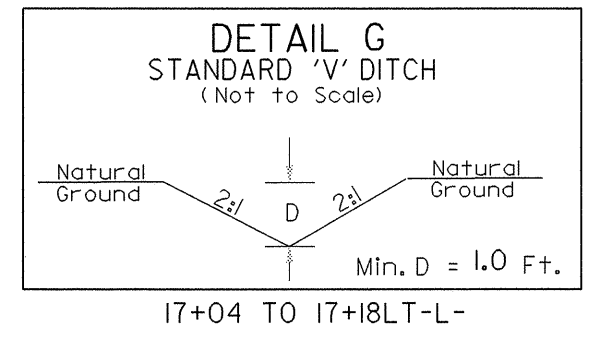 DETAIL G
STANDARD 'V' DITCH
(Not to Scale)
Natural
Ground
2:1
D
2:1
Natural
Ground
Min. D = 1.0 Ft.
17+04 TO 17+18LT-L-